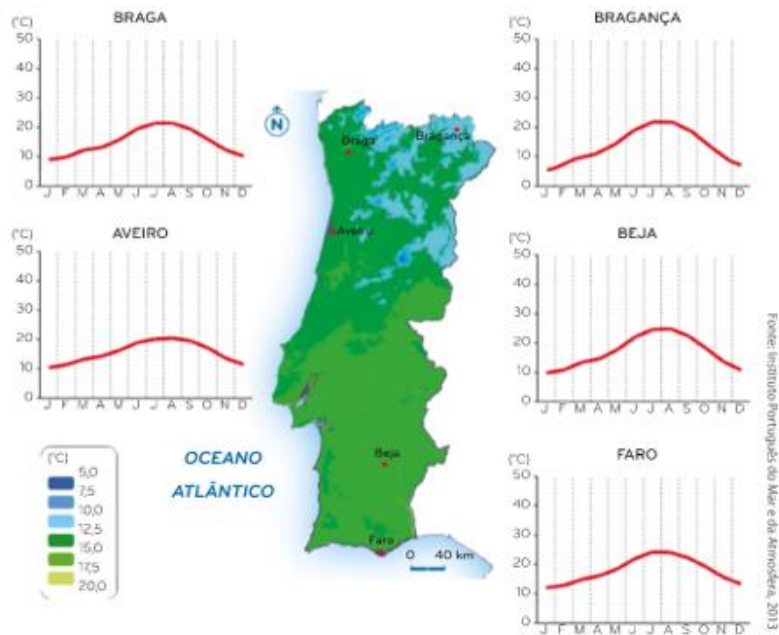 BRAGA
(°C)
50
40
30
20
10
0
J F M A M J J A S O N D
BRAGANÇA
(°C)
50
40
30
20
10
0
J F M A M J J A S O N D
AVEIRO
(°C)
50
40
30
20
10
0
J F M A M J J A S O N D
BEJA
(°C)
50
40
30
20
10
0
J F M A M J J A S O N D
FARO
(°C)
50
40
30
20
10
0
J F M A M J J A S O N D
N
Braga
Bragança
Aveiro
Beja
Faro
0 40 km
OCEANO
ATLÂNTICO
(°C)
5,0
7,5
10,0
12,5
15,0
17,5
20,0
Fonte: Instituto Português do Mar e da Atmosfera, 2013